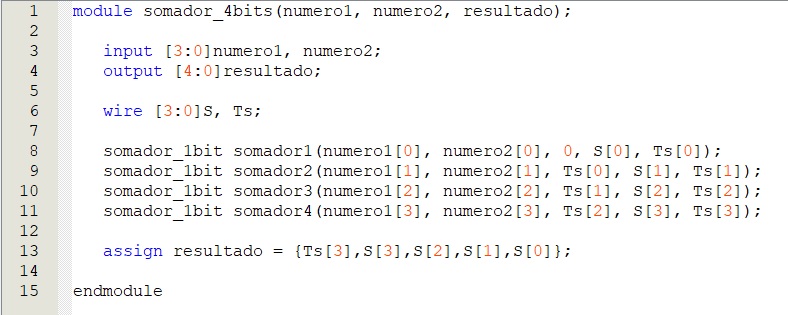 1 module somador_4bits(numero1, numero2, resultado);
2
3 input [3:0]numero1, numero2;
4 output [4:0]resultado;
5
6 wire [3:0]S, Ts;
7
8 somador_1bit somador1(numero1[0], numero2[0], 0, S[0], Ts[0]);
9 somador_1bit somador2(numero1[1], numero2[1], Ts[0], S[1], Ts[1]);
10 somador_1bit somador3(numero1[2], numero2[2], Ts[1], S[2], Ts[2]);
11 somador_1bit somador4(numero1[3], numero2[3], Ts[2], S[3], Ts[3]);
12
13 assign resultado = {Ts[3],S[3],S[2],S[1],S[0]};
14
15 endmodule